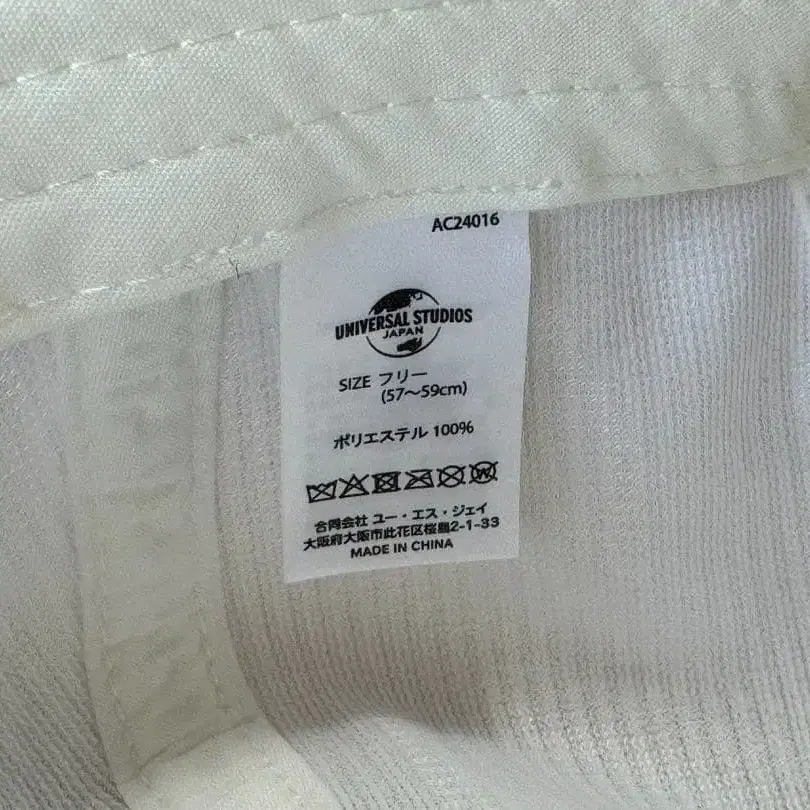 AC24016
UNIVERSAL STUDIOS
JAPAN
SIZE フリー
(57〜59cm)
ポリエステル 100%
W
合同会社 ユー・エス・ジェイ
大阪府大阪市此花区桜島2-1-33
MADE IN CHINA